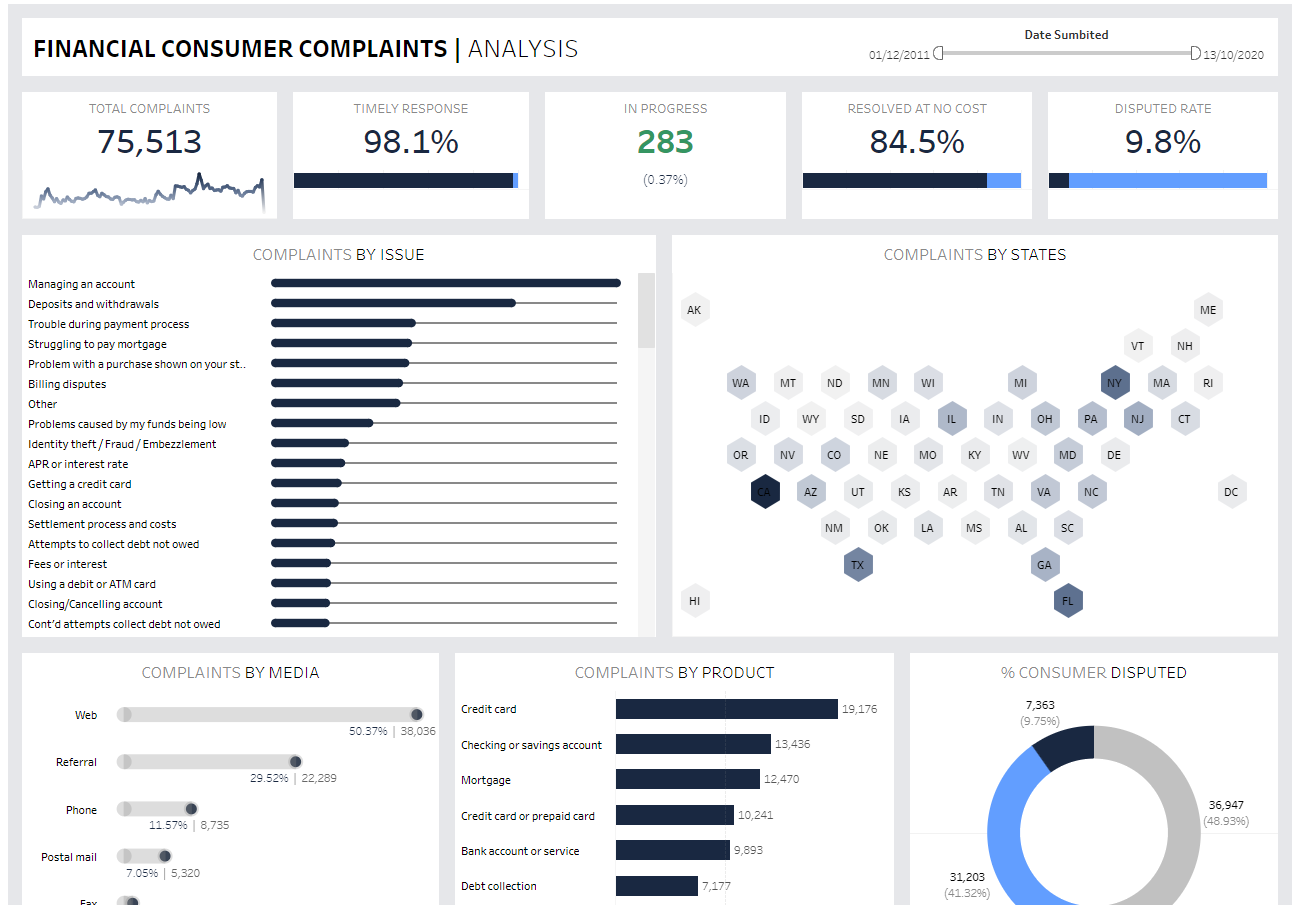 FINANCIAL CONSUMER COMPLAINTS | ANALYSIS
Date Sumbited
01/12/2011
13/10/2020
TOTAL COMPLAINTS
75,513
TIMELY RESPONSE
98.1%
IN PROGRESS
283
(0.37%)
RESOLVED AT NO COST
84.5%
DISPUTED RATE
9.8%
COMPLAINTS BY ISSUE
Managing an account
Deposits and withdrawals
Trouble during payment process
Struggling to pay mortgage
Problem with a purchase shown on your st..
Billing disputes
Other
Problems caused by my funds being low
Identity theft / Fraud / Embezzlement
APR or interest rate
Getting a credit card
Closing an account
Settlement process and costs
Attempts to collect debt not owed
Fees or interest
Using a debit or ATM card
Closing/Cancelling account
Cont'd attempts collect debt not owed
COMPLAINTS BY STATES
AK ME
VT NH
WA MT ND MN WI MI NY MA RI
ID WY SD IA IL IN OH PA NJ CT
OR NV CO NE MO KY WV MD DE
CA AZ UT KS AR TN VA NC DC
NM OK LA MS AL SC
TX GA
HI FL
COMPLAINTS BY MEDIA
Web
50.37% | 38,036
Referral
29.52% | 22,289
Phone
11.57% | 8,735
Postal mail
7.05% | 5,320
Fax
COMPLAINTS BY PRODUCT
Credit card 19,176
Checking or savings account 13,436
Mortgage 12,470
Credit card or prepaid card 10,241
Bank account or service 9,893
Debt collection 7,177
% CONSUMER DISPUTED
7,363
(9.75%)
36,947
(48.93%)
31,203
(41.32%)